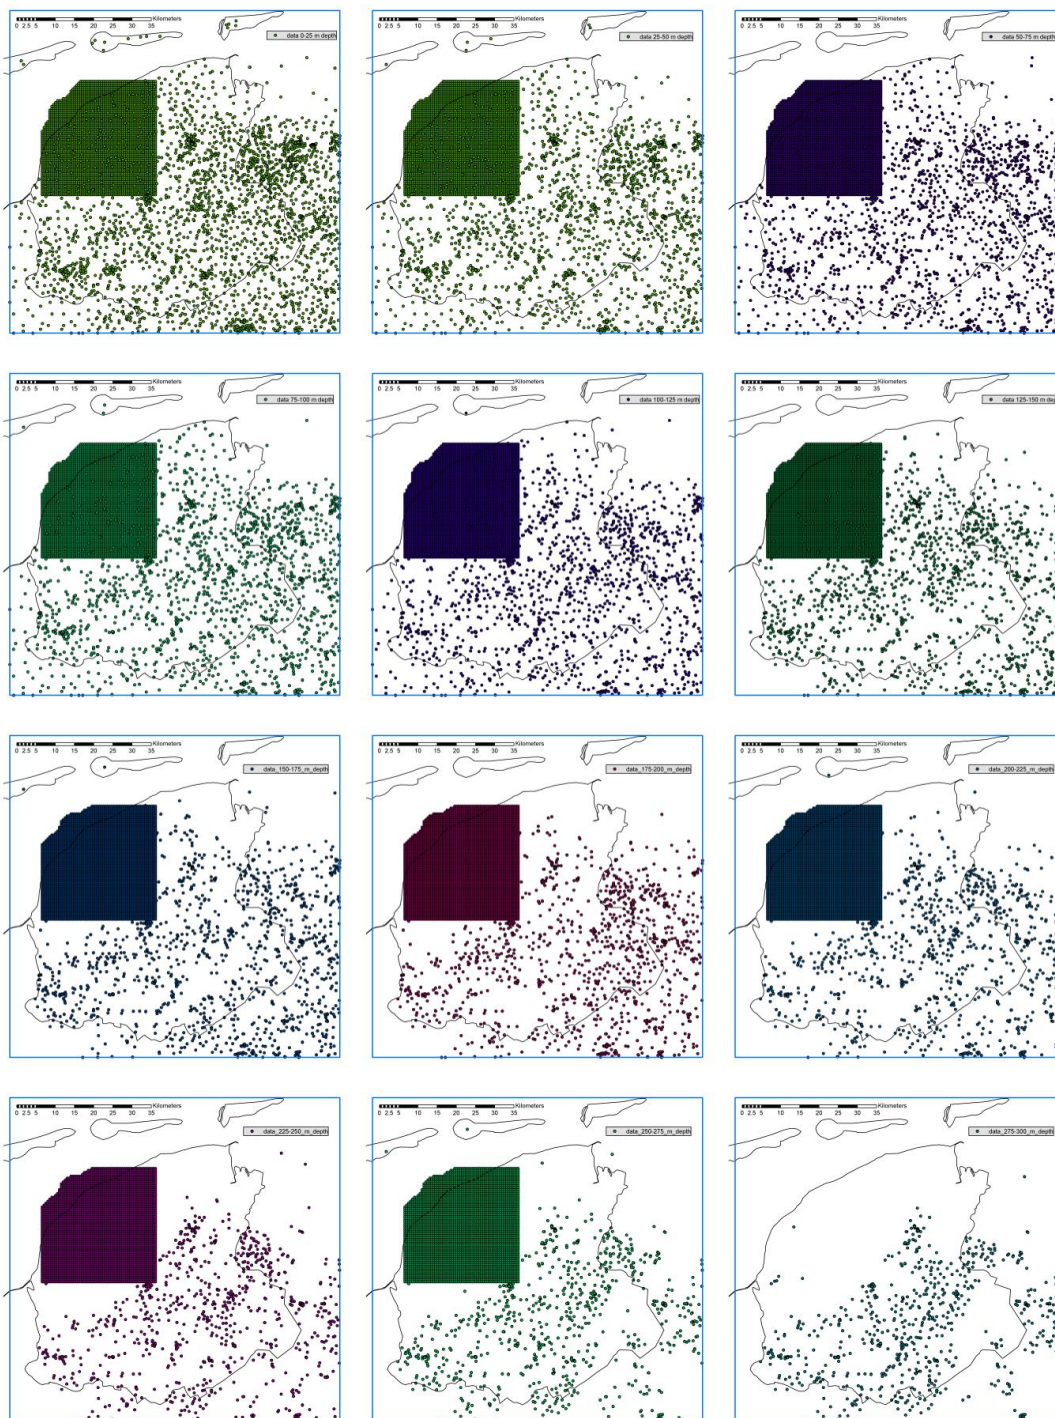 Kilometers
0 2.5 5 10 15 20 25 30 35
data 0-25 m depth
Kilometers
0 2.5 5 10 15 20 25 30 35
data 25-50 m depth
Kilometers
0 2.5 5 10 15 20 25 30 35
data 50-75 m depth
Kilometers
0 2.5 5 10 15 20 25 30 35
data 75-100 m depth
Kilometers
0 2.5 5 10 15 20 25 30 35
data 100-125 m depth
Kilometers
0 2.5 5 10 15 20 25 30 35
data 125-150 m depth
Kilometers
0 2.5 5 10 15 20 25 30 35
data_150-175_m_depth
Kilometers
0 2.5 5 10 15 20 25 30 35
data_175-200_m_depth
Kilometers
0 2.5 5 10 15 20 25 30 35
data_200-225_m_depth
Kilometers
0 2.5 5 10 15 20 25 30 35
data_225-250_m_depth
Kilometers
0 2.5 5 10 15 20 25 30 35
data_250-275_m_depth
Kilometers
0 2.5 5 10 15 20 25 30 35
data_275-300_m_depth